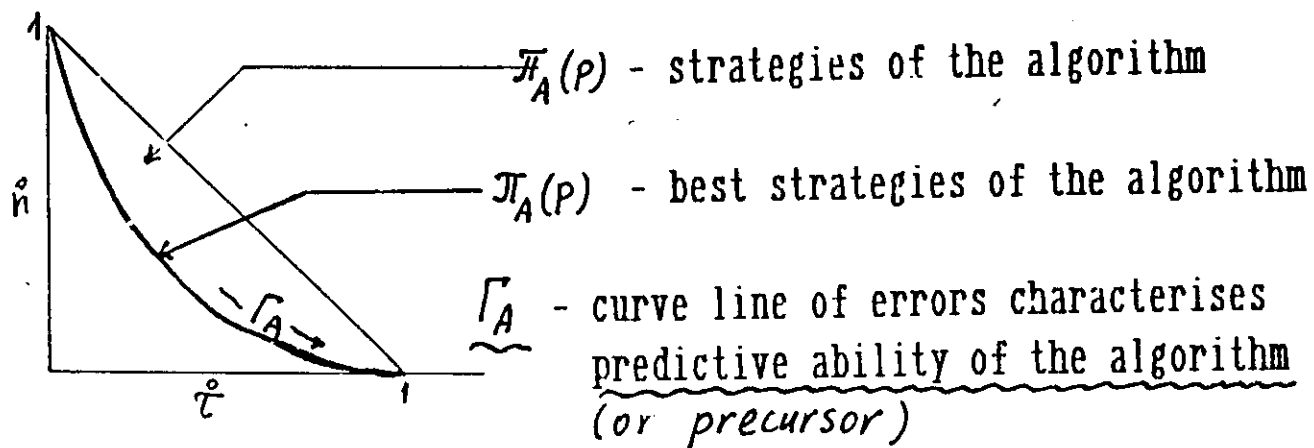 1
π̄_A(p) - strategies of the algorithm
n̊
π_A(p) - best strategies of the algorithm
Γ_A
Γ_A - curve line of errors characterises
predictive ability of the algorithm
(or precursor)
τ̊
1